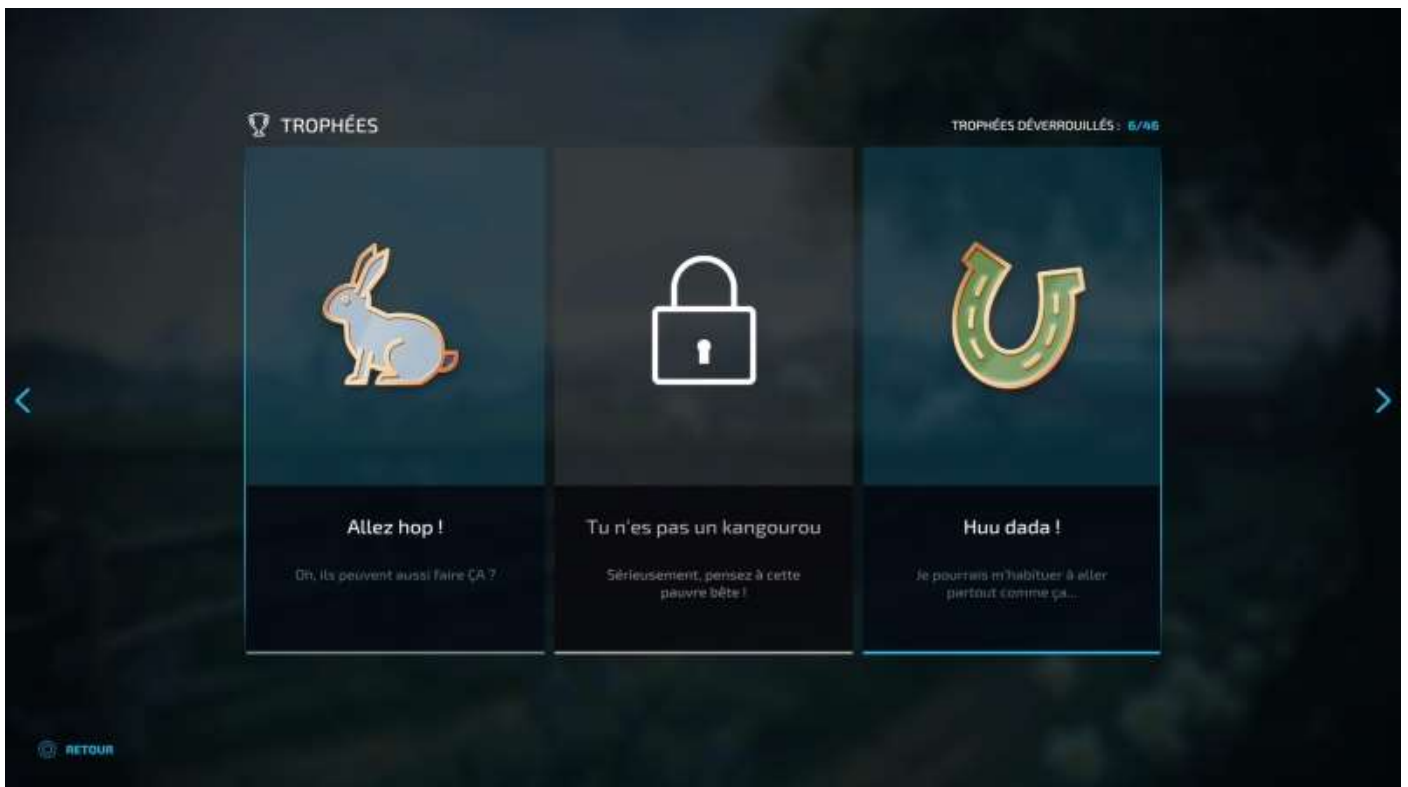 TROPHÉES
TROPHÉES DÉVERROUILLÉS : 6/46
Allez hop !
Oh, ils peuvent aussi faire ÇA ?
Tu n'es pas un kangourou
Sérieusement, pensez à cette
pauvre bête !
Huu dada !
Je pourrais m'habituer à aller
partout comme ça...
RETOUR